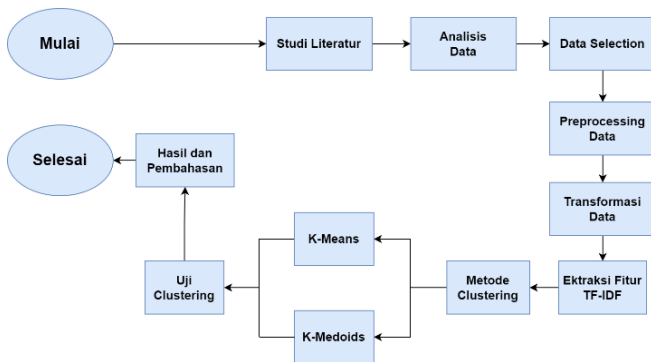 Mulai
Studi Literatur
Analisis
Data
Data Selection
Preprocessing
Data
Transformasi
Data
Ektraksi Fitur
TF-IDF
Metode
Clustering
K-Means
K-Medoids
Uji
Clustering
Hasil dan
Pembahasan
Selesai